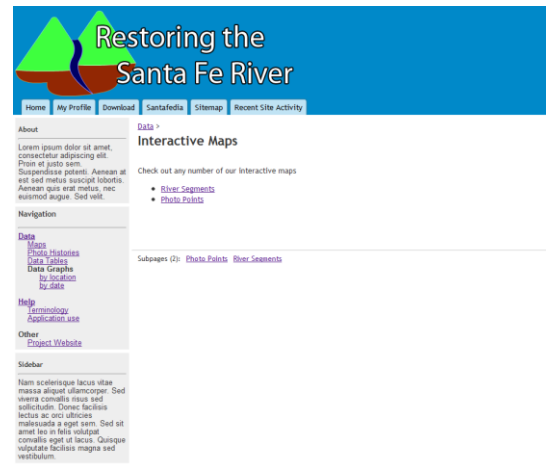 Restoring the
Santa Fe River
Home My Profile Download Santafedia Sitemap Recent Site Activity
About
Lorem ipsum dolor sit amet,
consectetur adipiscing elit.
Proin et justo sem.
Suspendisse potenti. Aenean at
est sed metus suscipit lobortis.
Aenean quis erat metus, nec
euismod augue. Sed velit.
Navigation
Data
Maps
Photo Histories
Data Tables
Data Graphs
by location
by date
Help
Terminology
Application use
Other
Project Website
Sidebar
Nam scelerisque lacus vitae
massa aliquet ullamcorper. Sed
viverra convallis risus sed
sollicitudin. Donec facilisis
lectus ac orci ultricies
malesuada a eget sem. Sed sit
amet leo in felis volutpat
convallis eget ut lacus. Quisque
vulputate facilisis magna sed
vestibulum.
Data >
Interactive Maps
Check out any number of our interactive maps
• River Segments
• Photo Points
Subpages (2): Photo Points River Segments